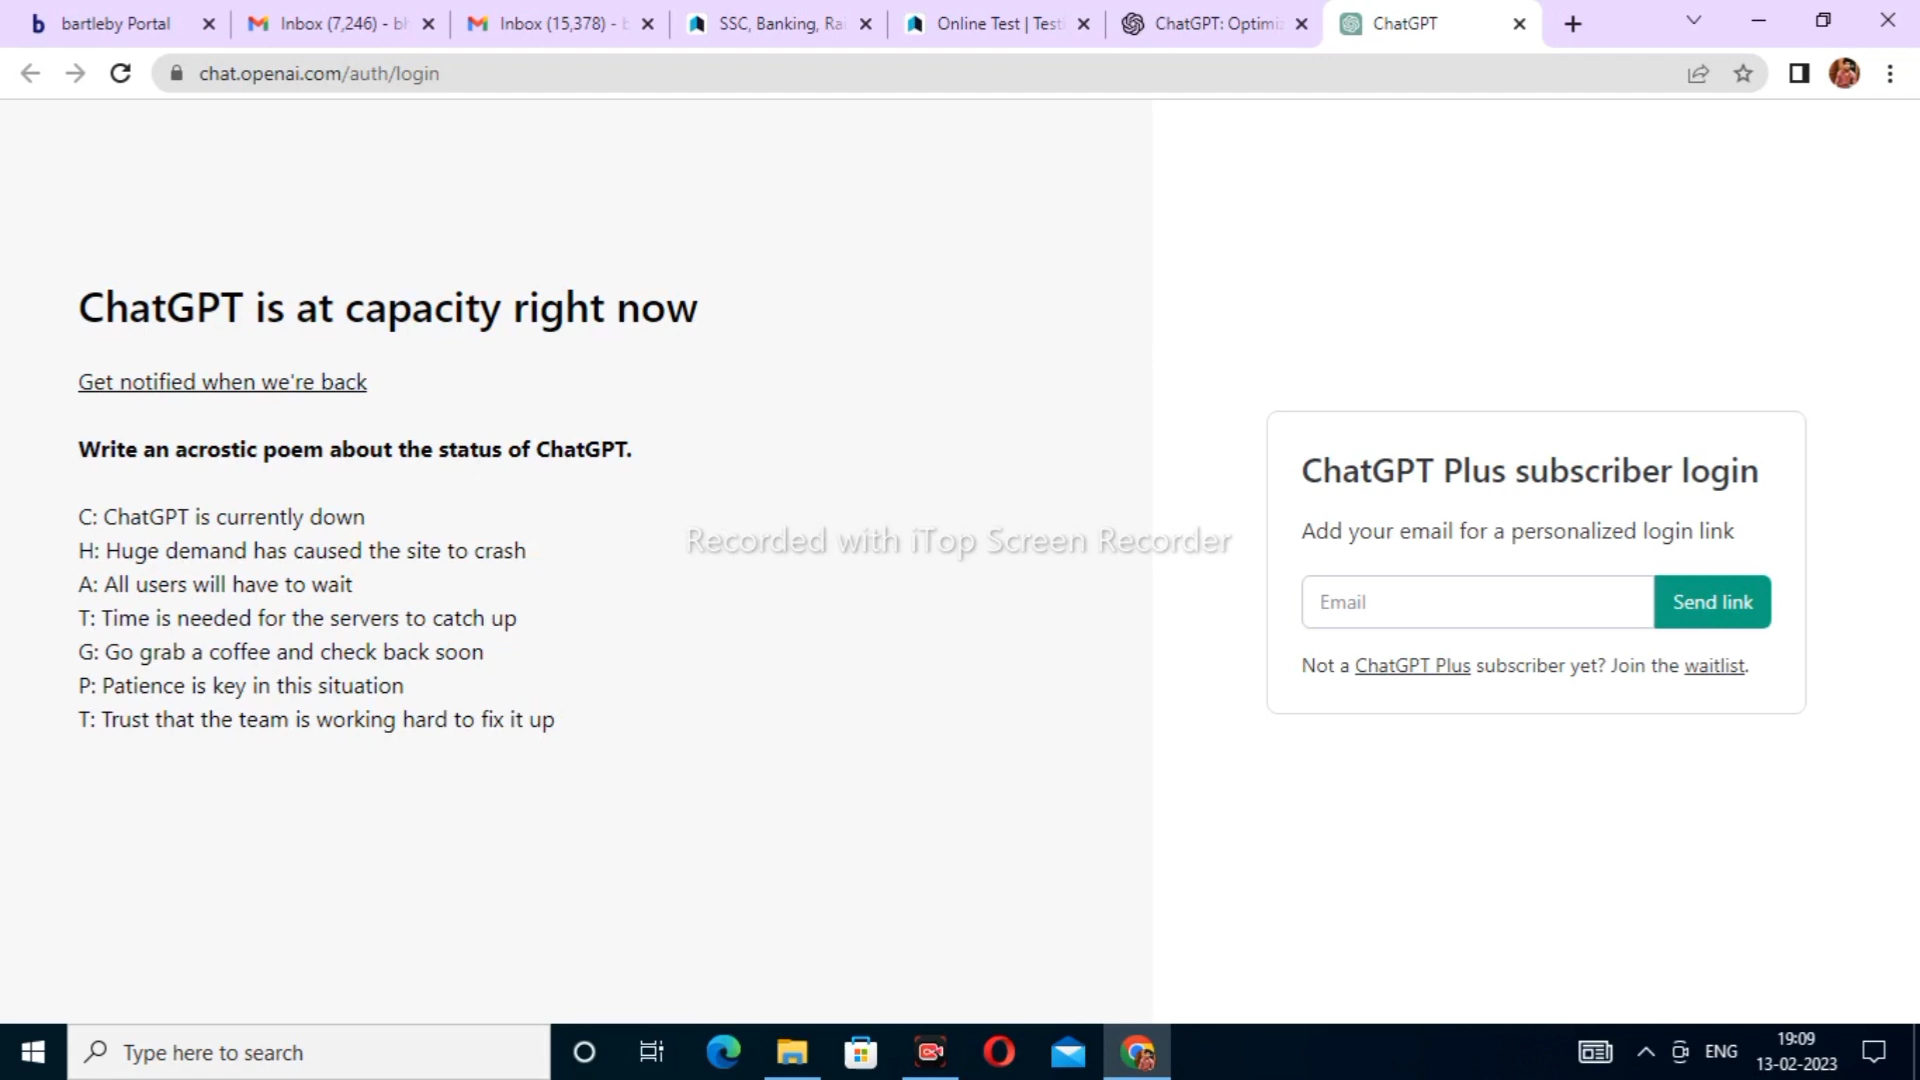 bartleby Portal
Inbox (7,246) - bh
Inbox (15,378) - b
SSC, Banking, Rai
Online Test | Test
ChatGPT: Optimiz
ChatGPT
chat.openai.com/auth/login
ChatGPT is at capacity right now
Get notified when we're back
Write an acrostic poem about the status of ChatGPT.
C: ChatGPT is currently down
H: Huge demand has caused the site to crash
A: All users will have to wait
T: Time is needed for the servers to catch up
G: Go grab a coffee and check back soon
P: Patience is key in this situation
T: Trust that the team is working hard to fix it up
Recorded with iTop Screen Recorder
ChatGPT Plus subscriber login
Add your email for a personalized login link
Email
Send link
Not a ChatGPT Plus subscriber yet? Join the waitlist.
Type here to search
ENG
19:09
13-02-2023